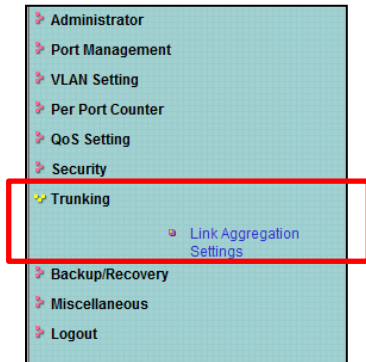 Administrator
Port Management
VLAN Setting
Per Port Counter
QoS Setting
Security
Trunking
Link Aggregation
Settings
Backup/Recovery
Miscellaneous
Logout